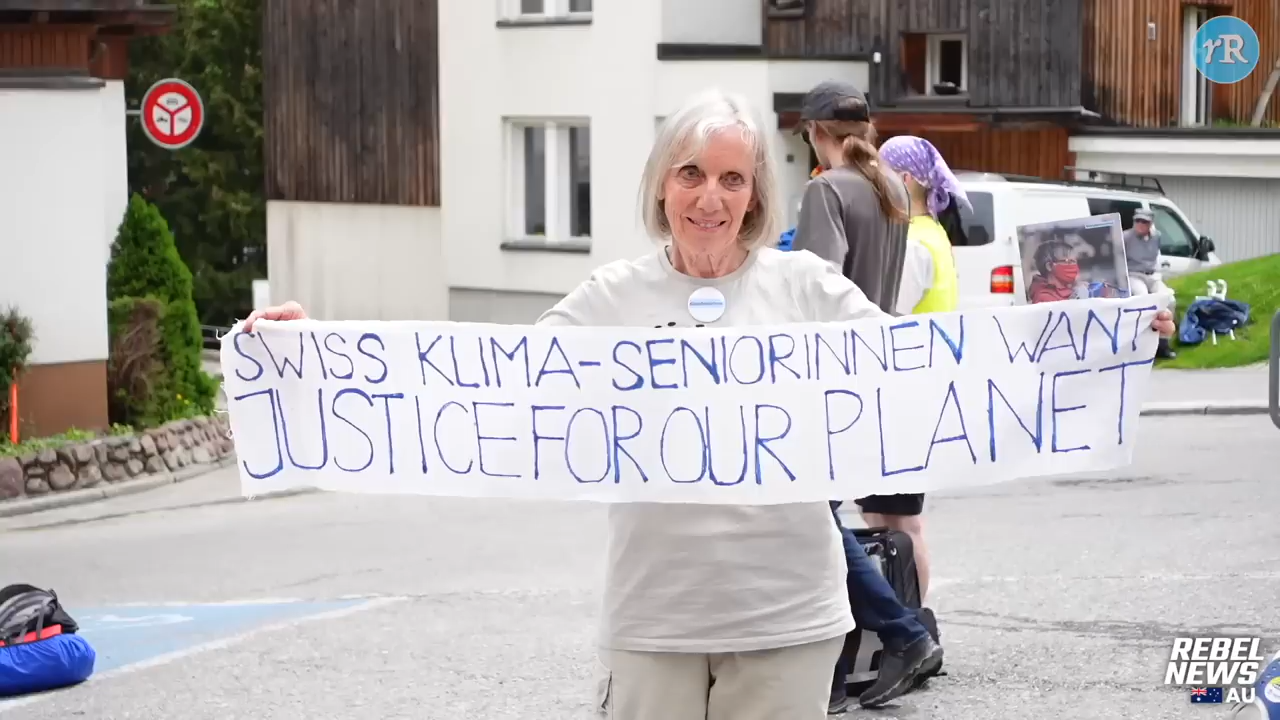 rR
SWISS KLIMA-SENIORINNEN WANT
JUSTICE FOR OUR PLANET
REBEL
NEWS
AU